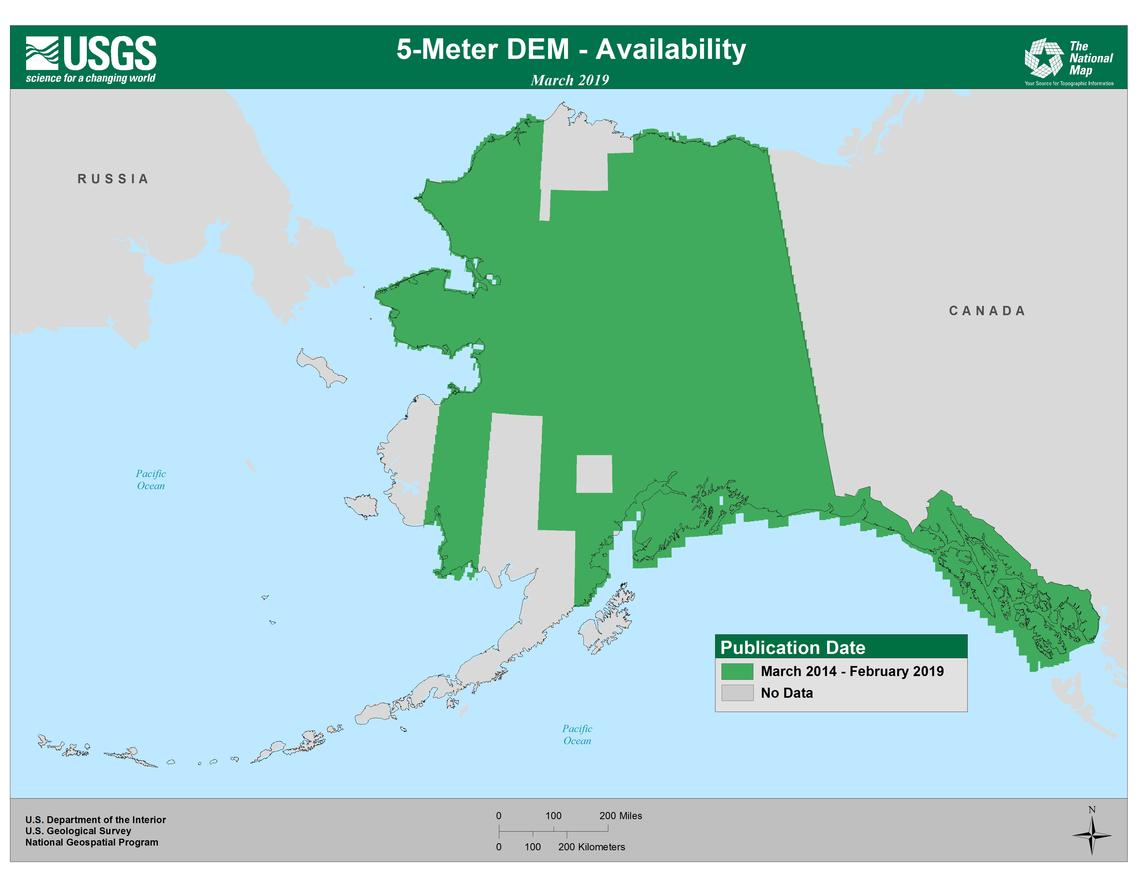 USGS
science for a changing world
5-Meter DEM - Availability
March 2019
The
National
Map
Your Source for Topographic Information
RUSSIA
CANADA
Pacific
Ocean
Publication Date
March 2014 - February 2019
No Data
Pacific
Ocean
U.S. Department of the Interior
U.S. Geological Survey
National Geospatial Program
0 100 200 Miles
0 100 200 Kilometers
N